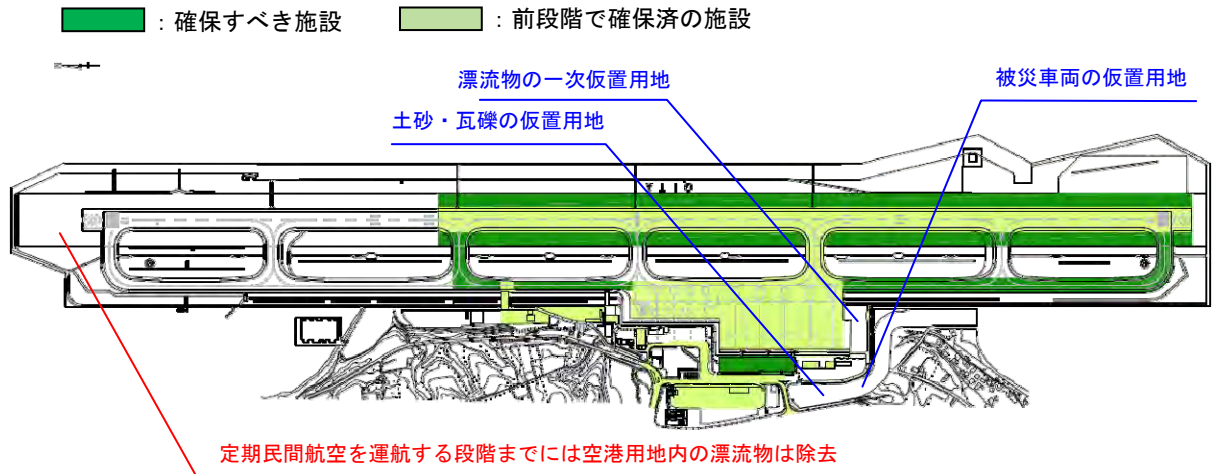 ：確保すべき施設
：前段階で確保済の施設
漂流物の一次仮置用地
被災車両の仮置用地
土砂・瓦礫の仮置用地
定期民間航空を運航する段階までには空港用地内の漂流物は除去